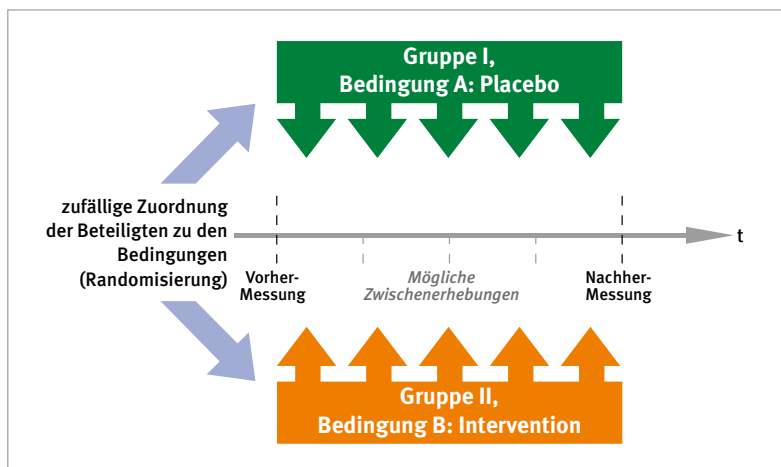 Gruppe I,
Bedingung A: Placebo
zufällige Zuordnung
der Beteiligten zu den
Bedingungen
(Randomisierung)
t
Vorher-
Messung
Mögliche
Zwischenerhebungen
Nachher-
Messung
Gruppe II,
Bedingung B: Intervention